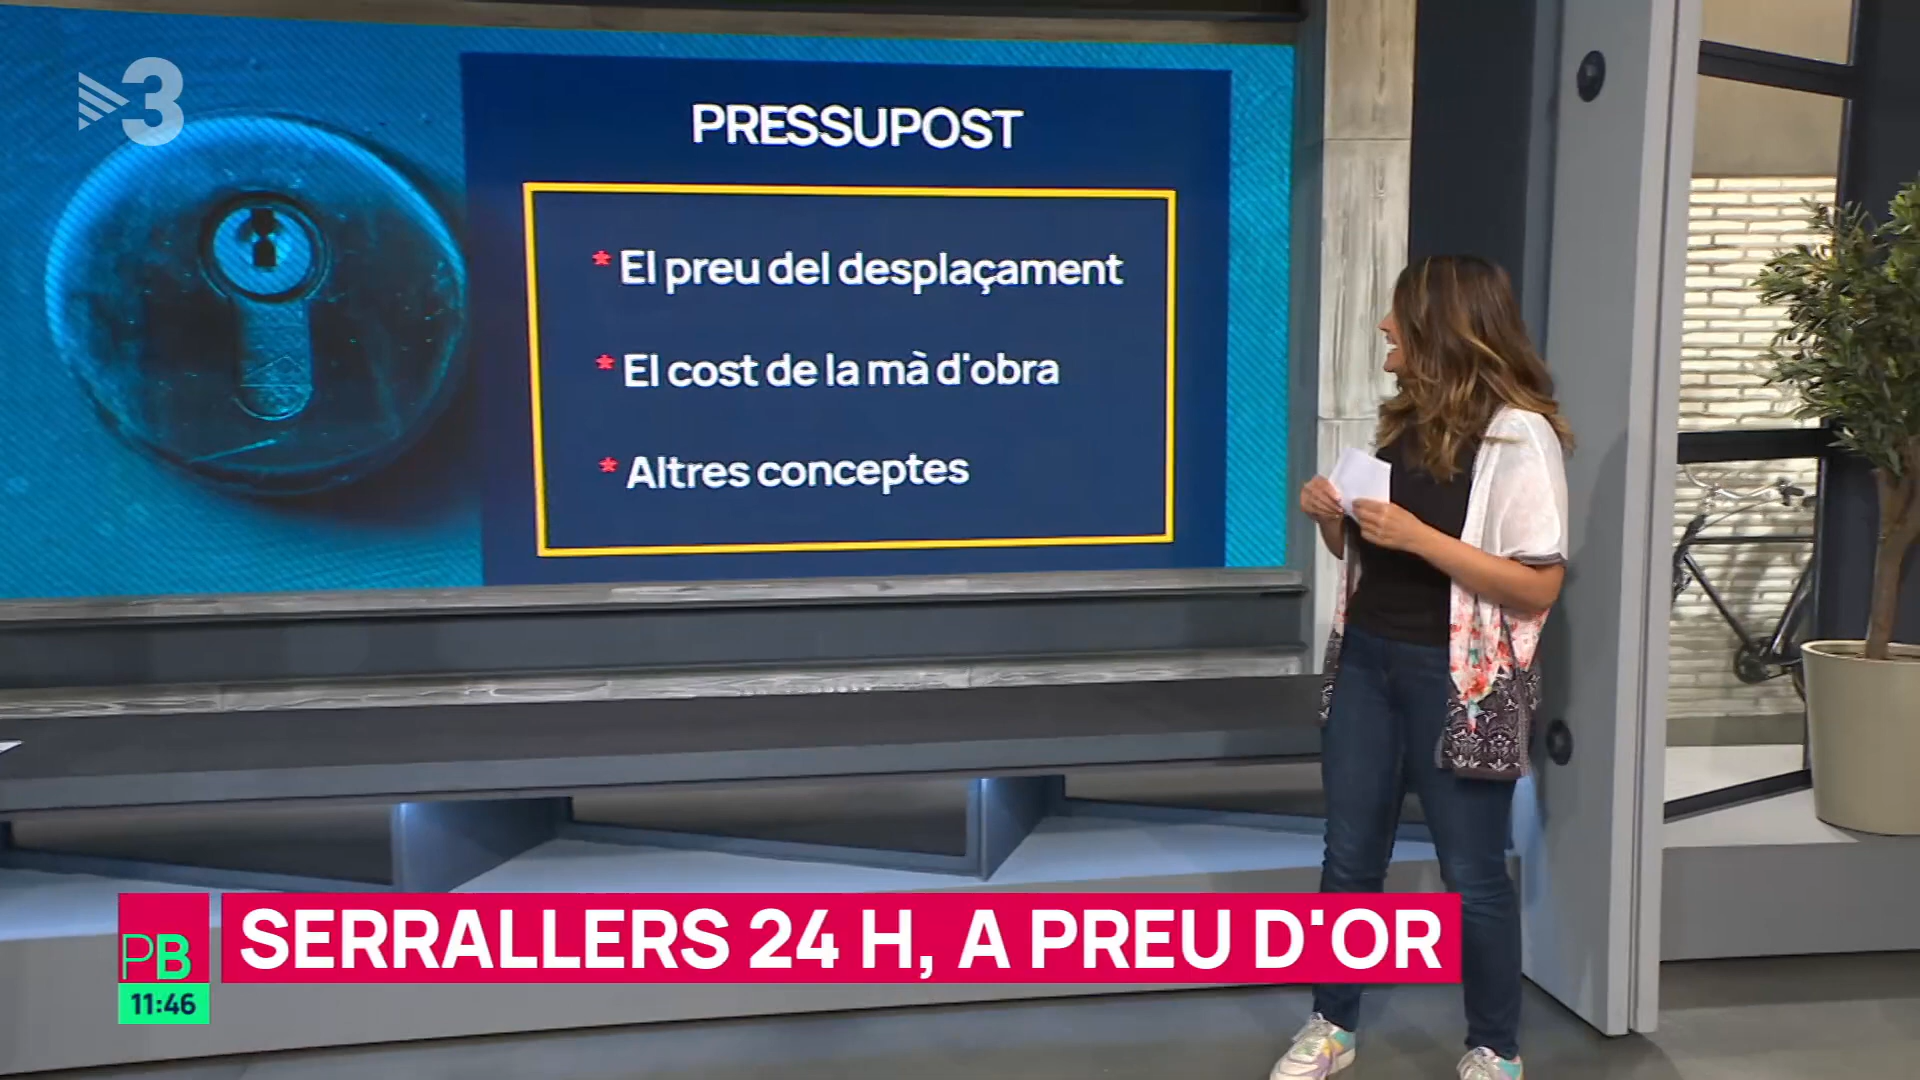 3
PRESSUPOST
* El preu del desplaçament
* El cost de la mà d'obra
* Altres conceptes
PB
SERRALLERS 24 H, A PREU D'OR
11:46